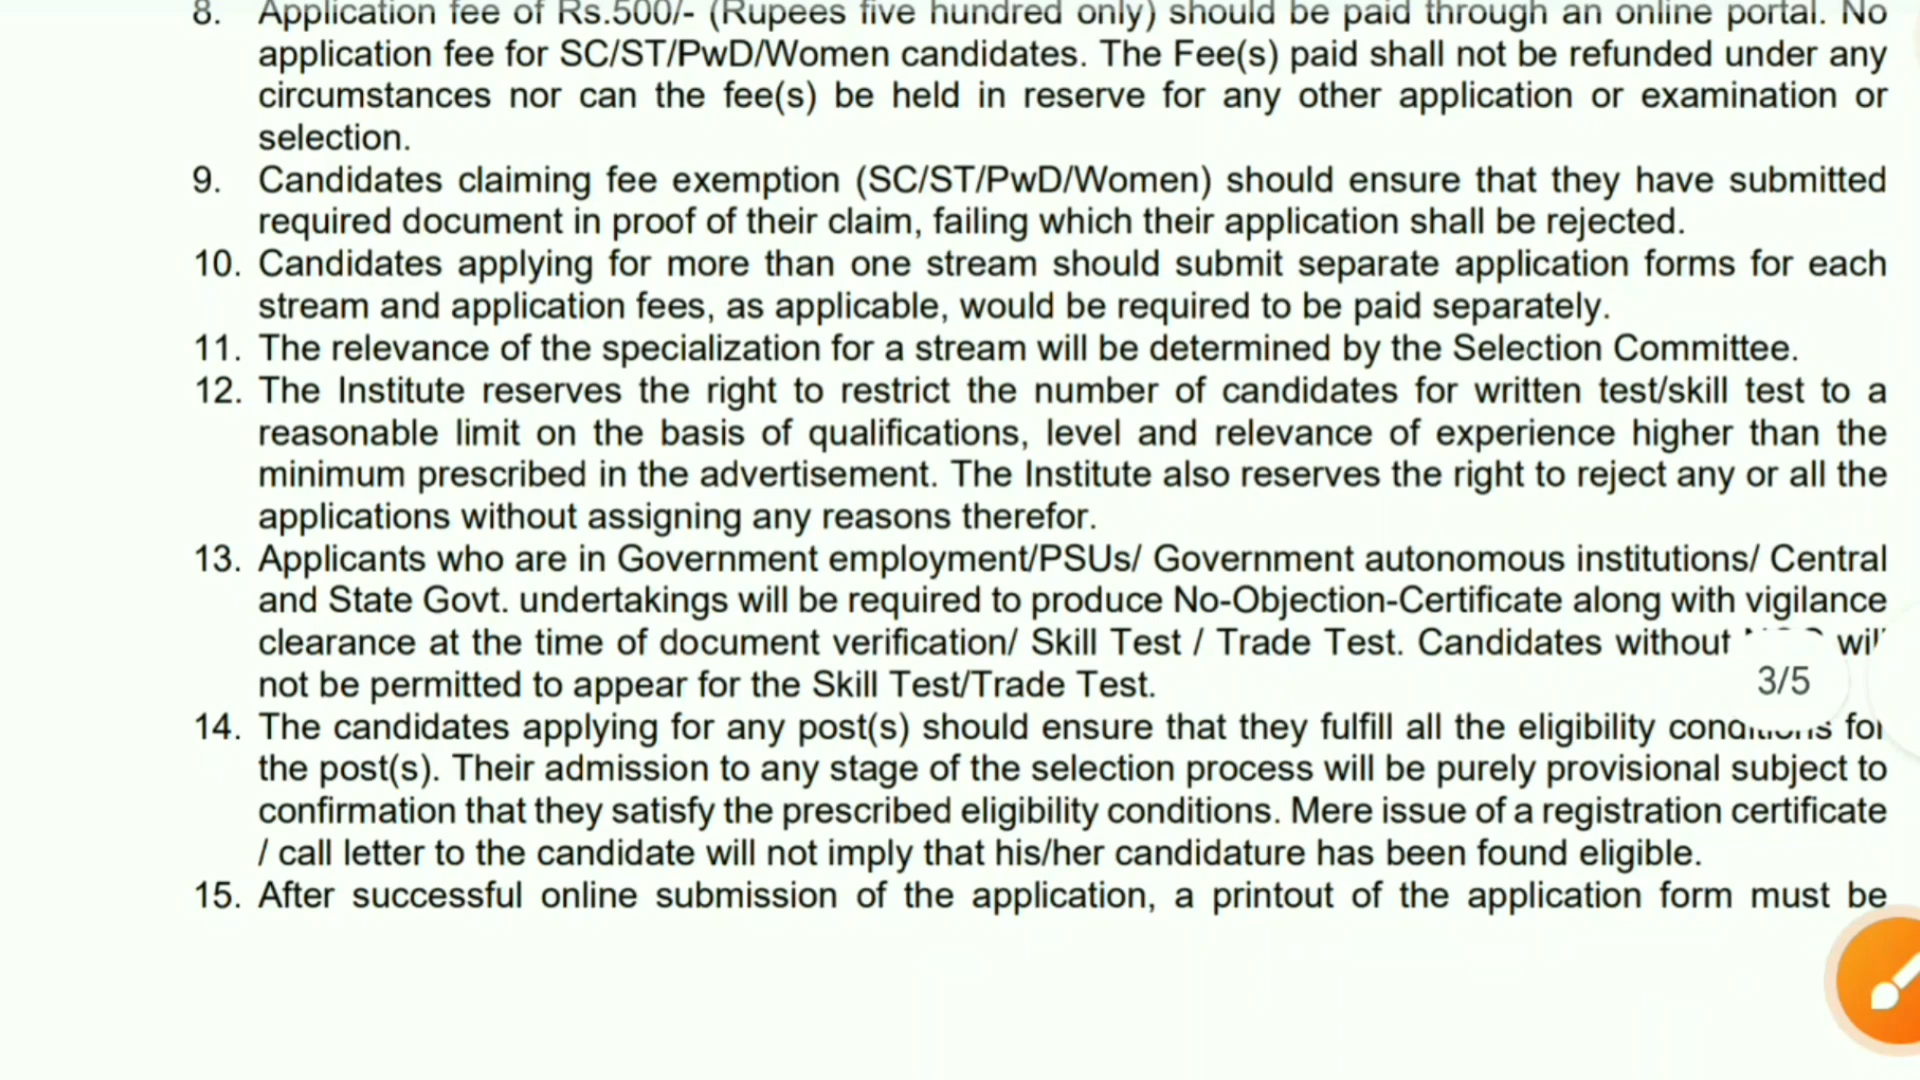 8. Application fee of Rs.500/- (Rupees five hundred only) should be paid through an online portal. No
application fee for SC/ST/PwD/Women candidates. The Fee(s) paid shall not be refunded under any
circumstances nor can the fee(s) be held in reserve for any other application or examination or
selection.
9. Candidates claiming fee exemption (SC/ST/PwD/Women) should ensure that they have submitted
required document in proof of their claim, failing which their application shall be rejected.
10. Candidates applying for more than one stream should submit separate application forms for each
stream and application fees, as applicable, would be required to be paid separately.
11. The relevance of the specialization for a stream will be determined by the Selection Committee.
12. The Institute reserves the right to restrict the number of candidates for written test/skill test to a
reasonable limit on the basis of qualifications, level and relevance of experience higher than the
minimum prescribed in the advertisement. The Institute also reserves the right to reject any or all the
applications without assigning any reasons therefor.
13. Applicants who are in Government employment/PSUs/ Government autonomous institutions/ Central
and State Govt. undertakings will be required to produce No-Objection-Certificate along with vigilance
clearance at the time of document verification/ Skill Test / Trade Test. Candidates without will
not be permitted to appear for the Skill Test/Trade Test.
3/5
14. The candidates applying for any post(s) should ensure that they fulfill all the eligibility conditions for
the post(s). Their admission to any stage of the selection process will be purely provisional subject to
confirmation that they satisfy the prescribed eligibility conditions. Mere issue of a registration certificate
/ call letter to the candidate will not imply that his/her candidature has been found eligible.
15. After successful online submission of the application, a printout of the application form must be